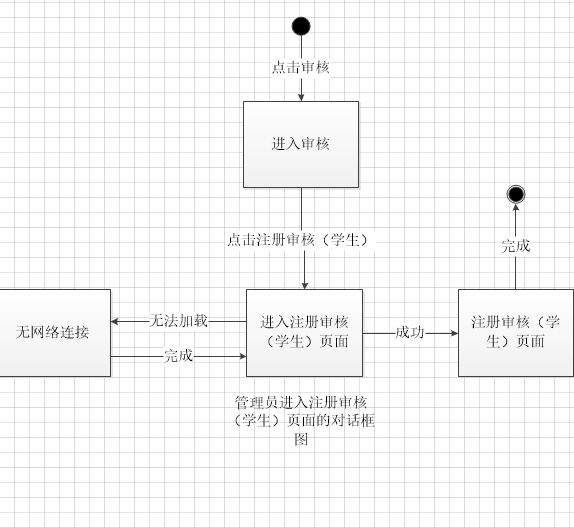 点击审核
进入审核
点击注册审核（学生）
完成
无网络连接
无法加载
完成
进入注册审核
（学生）页面
成功
注册审核（学
生）页面
管理员进入注册审核
（学生）页面的对话框
图